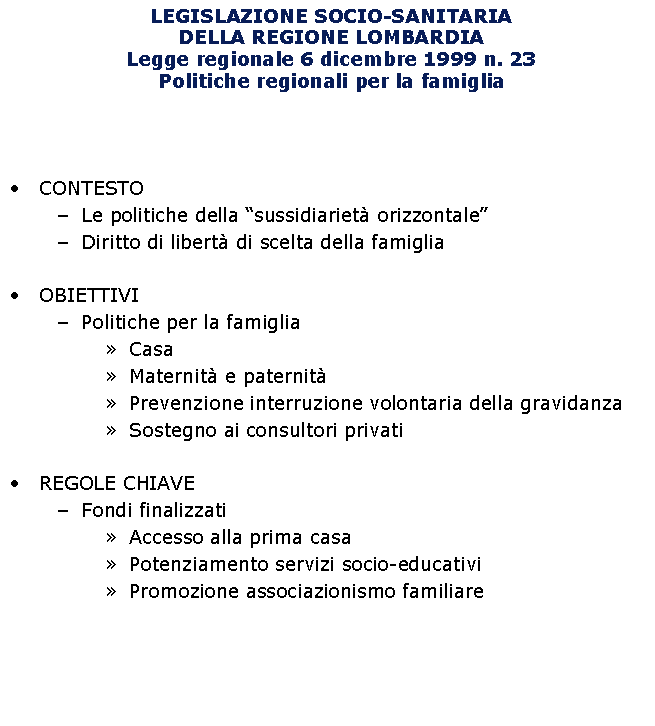 LEGISLAZIONE SOCIO-SANITARIA
DELLA REGIONE LOMBARDIA
Legge regionale 6 dicembre 1999 n. 23
Politiche regionali per la famiglia
• CONTESTO
– Le politiche della “sussidiarietà orizzontale”
– Diritto di libertà di scelta della famiglia
• OBIETTIVI
– Politiche per la famiglia
» Casa
» Maternità e paternità
» Prevenzione interruzione volontaria della gravidanza
» Sostegno ai consultori privati
• REGOLE CHIAVE
– Fondi finalizzati
» Accesso alla prima casa
» Potenziamento servizi socio-educativi
» Promozione associazionismo familiare